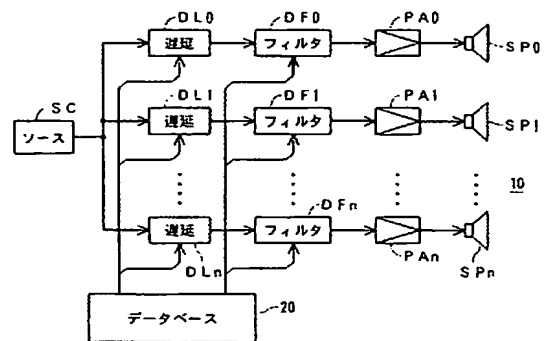 DL0 DF0 PA0
遅延 フィルタ SP0
SC
ソース
DL1 DF1 PA1
遅延 フィルタ SP1
10
DFn
遅延 フィルタ
DLn PAn SPn
データベース 20